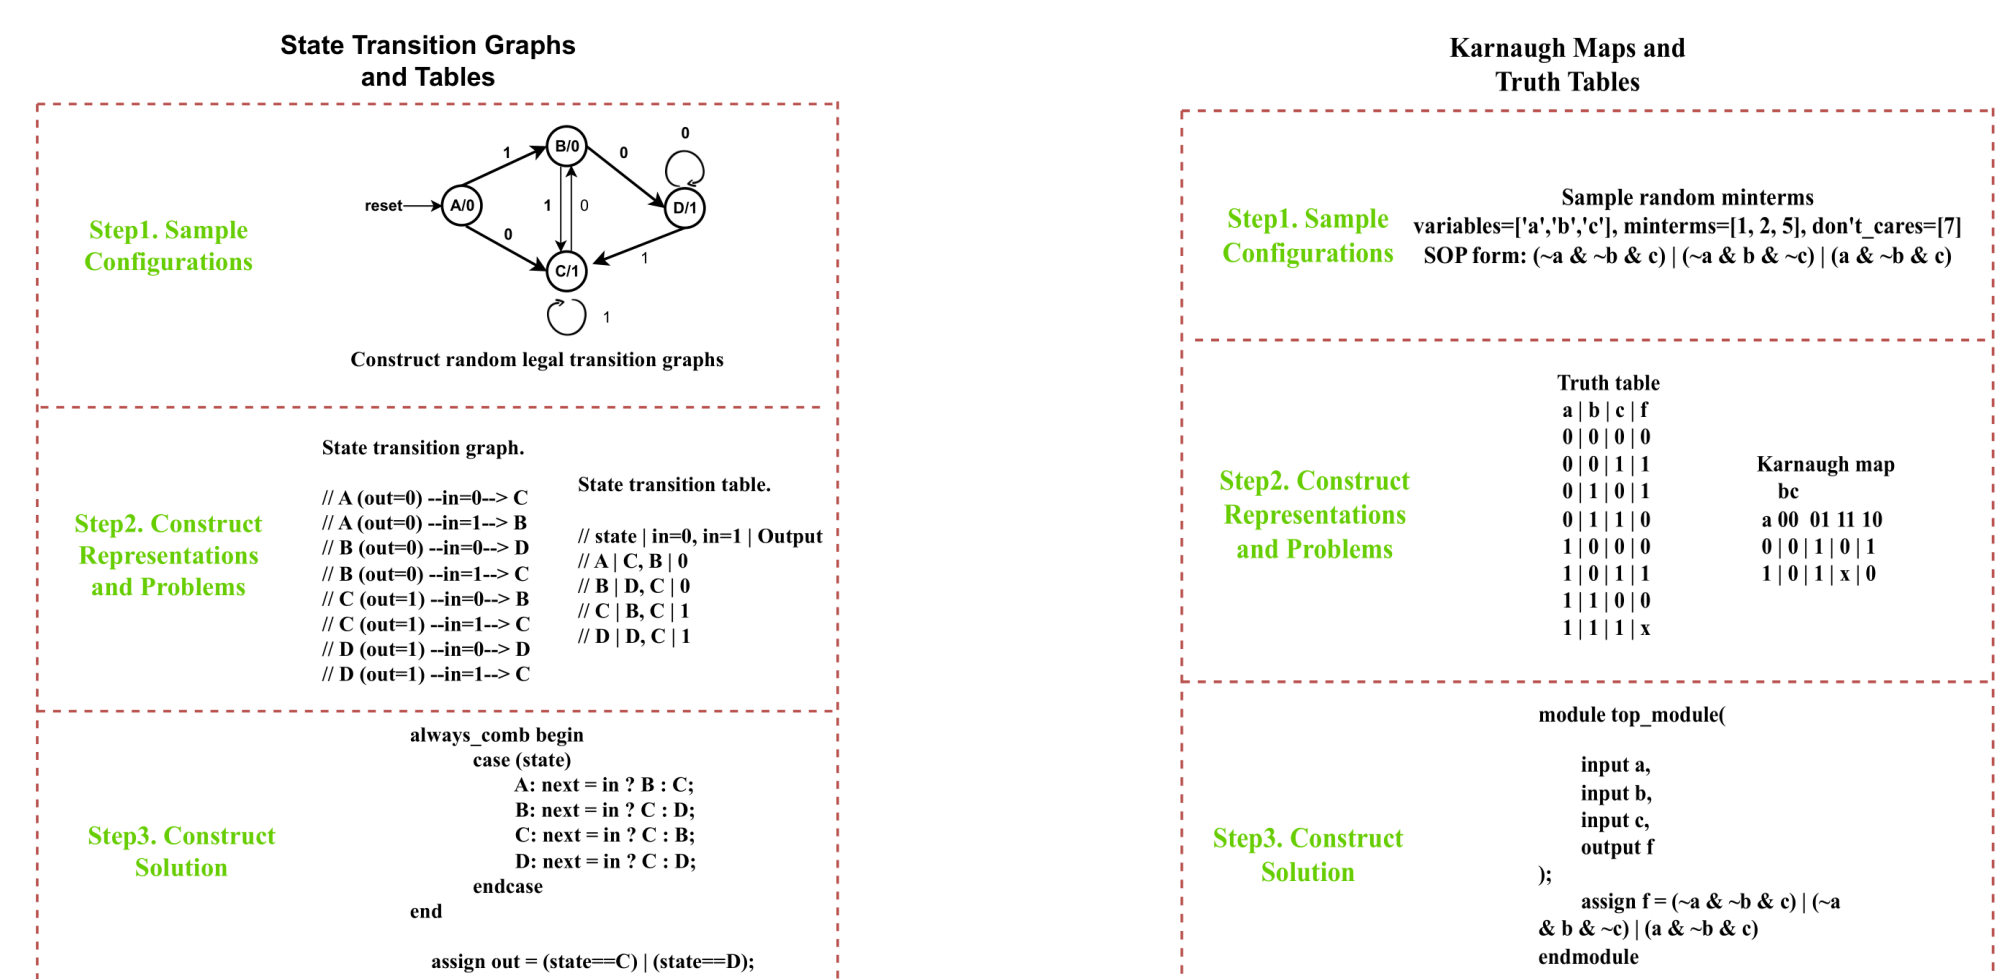 State Transition Graphs
and Tables
Step1. Sample
Configurations
reset
A/0
1
0
B/0
0
1
0
C/1
1
D/1
0
1
Construct random legal transition graphs
Step2. Construct
Representations
and Problems
State transition graph.
// A (out=0) --in=0--> C
// A (out=0) --in=1--> B
// B (out=0) --in=0--> D
// B (out=0) --in=1--> C
// C (out=1) --in=0--> B
// C (out=1) --in=1--> C
// D (out=1) --in=0--> D
// D (out=1) --in=1--> C
State transition table.
// state | in=0, in=1 | Output
// A | C, B | 0
// B | D, C | 0
// C | B, C | 1
// D | D, C | 1
Step3. Construct
Solution
always_comb begin
case (state)
A: next = in ? B : C;
B: next = in ? C : D;
C: next = in ? C : B;
D: next = in ? C : D;
endcase
end
assign out = (state==C) | (state==D);
Karnaugh Maps and
Truth Tables
Step1. Sample
Configurations
Sample random minterms
variables=['a','b','c'], minterms=[1, 2, 5], don't_cares=[7]
SOP form: (~a & ~b & c) | (~a & b & ~c) | (a & ~b & c)
Step2. Construct
Representations
and Problems
Truth table
a | b | c | f
0 | 0 | 0 | 0
0 | 0 | 1 | 1
0 | 1 | 0 | 1
0 | 1 | 1 | 0
1 | 0 | 0 | 0
1 | 0 | 1 | 1
1 | 1 | 0 | 0
1 | 1 | 1 | x
Karnaugh map
bc
a 00 01 11 10
0 | 0 | 1 | 0 | 1
1 | 0 | 1 | x | 0
Step3. Construct
Solution
module top_module(
input a,
input b,
input c,
output f
);
assign f = (~a & ~b & c) | (~a
& b & ~c) | (a & ~b & c)
endmodule